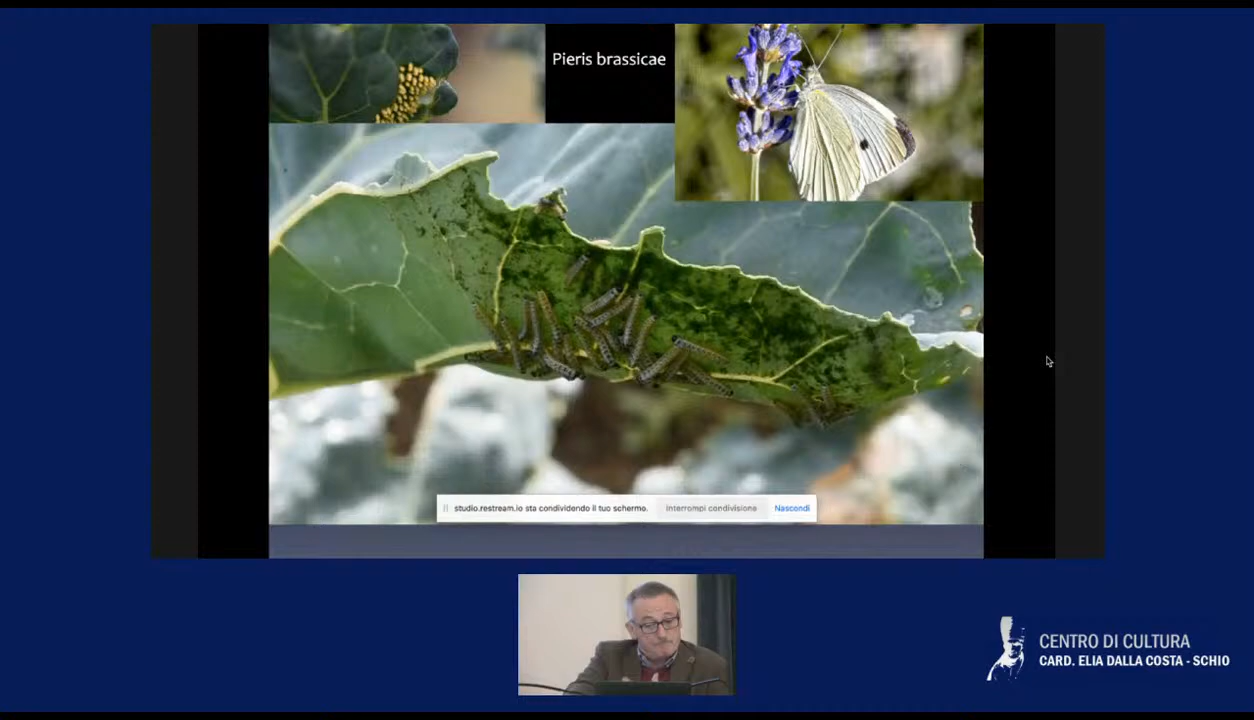 Pieris brassicae
studio.restream.io sta condividendo il tuo schermo. Interrompi condivisione Nascondi
CENTRO DI CULTURA
CARD. ELIA DALLA COSTA - SCHIO